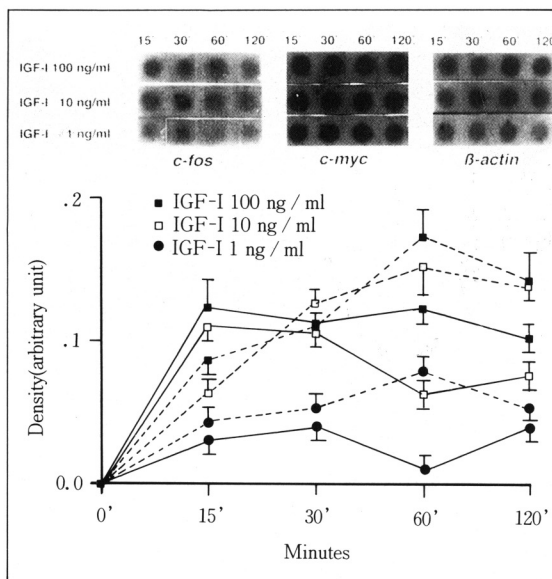 15' 30' 60' 120' 15' 30' 60' 120' 15' 30' 60' 120'
IGF-I 100 ng/ml
IGF-I 10 ng/ml
IGF-I 1 ng/ml
c-fos c-myc β-actin
.2
IGF-I 100 ng / ml
IGF-I 10 ng / ml
IGF-I 1 ng / ml
0.1
Density(arbitrary unit)
0.0
0' 15' 30' 60' 120'
Minutes